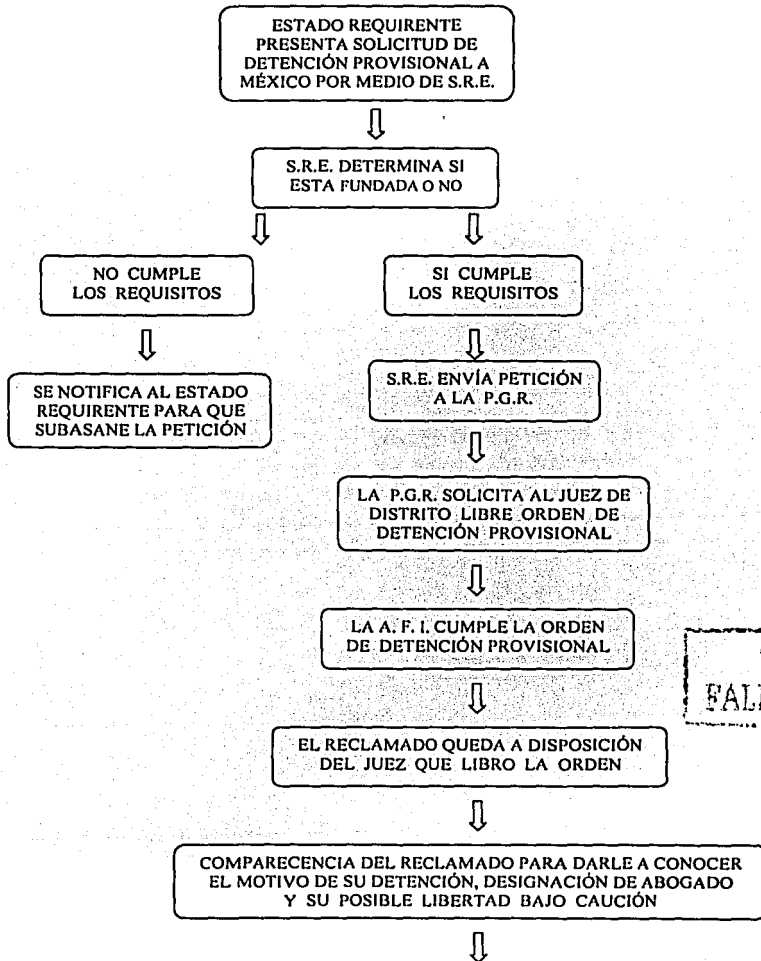 ESTADO REQUIRENTE
PRESENTA SOLICITUD DE
DETENCIÓN PROVISIONAL A
MÉXICO POR MEDIO DE S.R.E.
S.R.E. DETERMINA SI
ESTA FUNDADA O NO
NO CUMPLE
LOS REQUISITOS
SI CUMPLE
LOS REQUISITOS
SE NOTIFICA AL ESTADO
REQUIRENTE PARA QUE
SUBASANE LA PETICIÓN
S.R.E. ENVÍA PETICIÓN
A LA P.G.R.
LA P.G.R. SOLICITA AL JUEZ DE
DISTRITO LIBRE ORDEN DE
DETENCIÓN PROVISIONAL
LA A. F. I. CUMPLE LA ORDEN
DE DETENCIÓN PROVISIONAL
EL RECLAMADO QUEDA A DISPOSICIÓN
DEL JUEZ QUE LIBRO LA ORDEN
COMPARECENCIA DEL RECLAMADO PARA DARLE A CONOCER
EL MOTIVO DE SU DETENCIÓN, DESIGNACIÓN DE ABOGADO
Y SU POSIBLE LIBERTAD BAJO CAUCIÓN